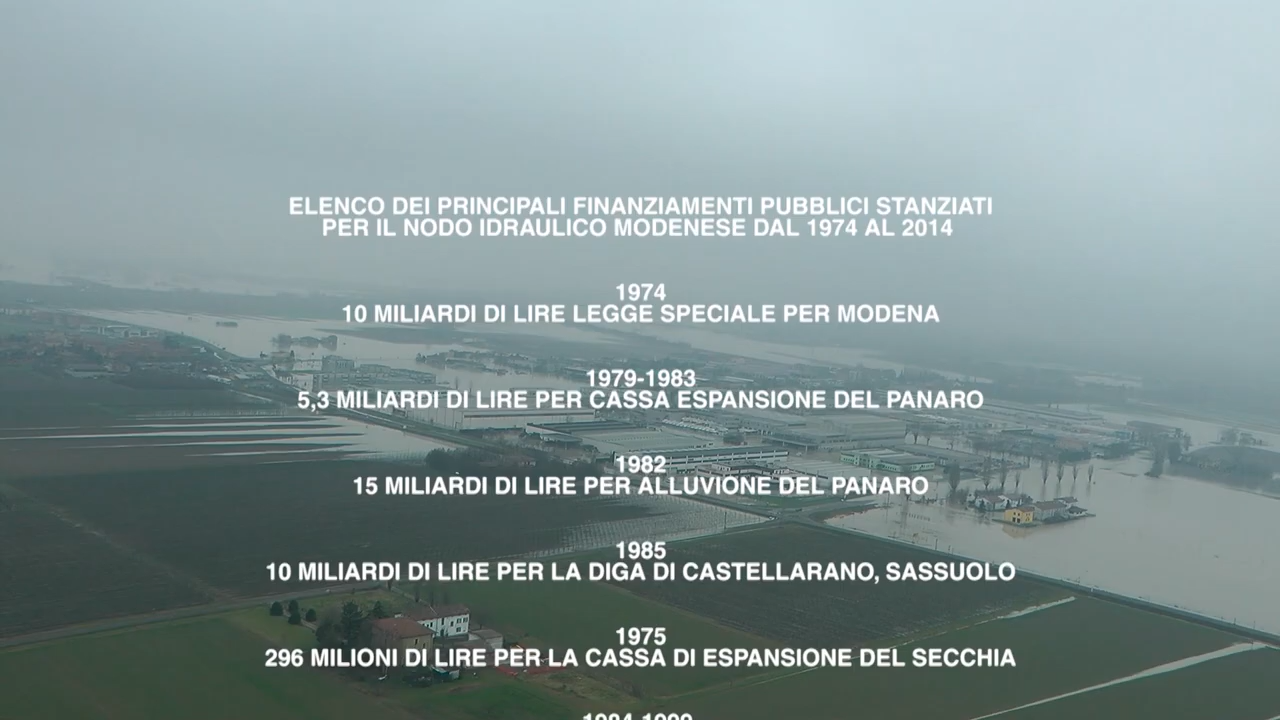 ELENCO DEI PRINCIPALI FINANZIAMENTI PUBBLICI STANZIATI
PER IL NODO IDRAULICO MODENESE DAL 1974 AL 2014
1974
10 MILIARDI DI LIRE LEGGE SPECIALE PER MODENA
1979-1983
5,3 MILIARDI DI LIRE PER CASSA ESPANSIONE DEL PANARO
1982
15 MILIARDI DI LIRE PER ALLUVIONE DEL PANARO
1985
10 MILIARDI DI LIRE PER LA DIGA DI CASTELLARANO, SASSUOLO
1975
296 MILIONI DI LIRE PER LA CASSA DI ESPANSIONE DEL SECCHIA